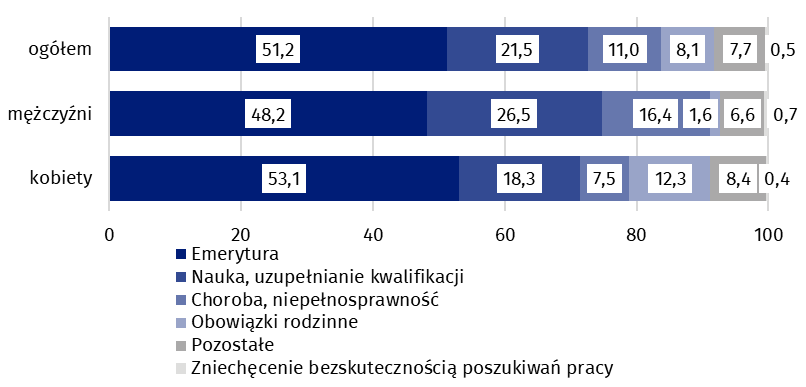 ogółem 51,2 21,5 11,0 8,1 7,7 0,5
mężczyźni 48,2 26,5 16,4 1,6 6,6 0,7
kobiety 53,1 18,3 7,5 12,3 8,4 0,4
0 20 40 60 80 100
Emerytura
Nauka, uzupełnianie kwalifikacji
Choroba, niepełnosprawność
Obowiązki rodzinne
Pozostałe
Zniechęcenie bezskutecznością poszukiwań pracy